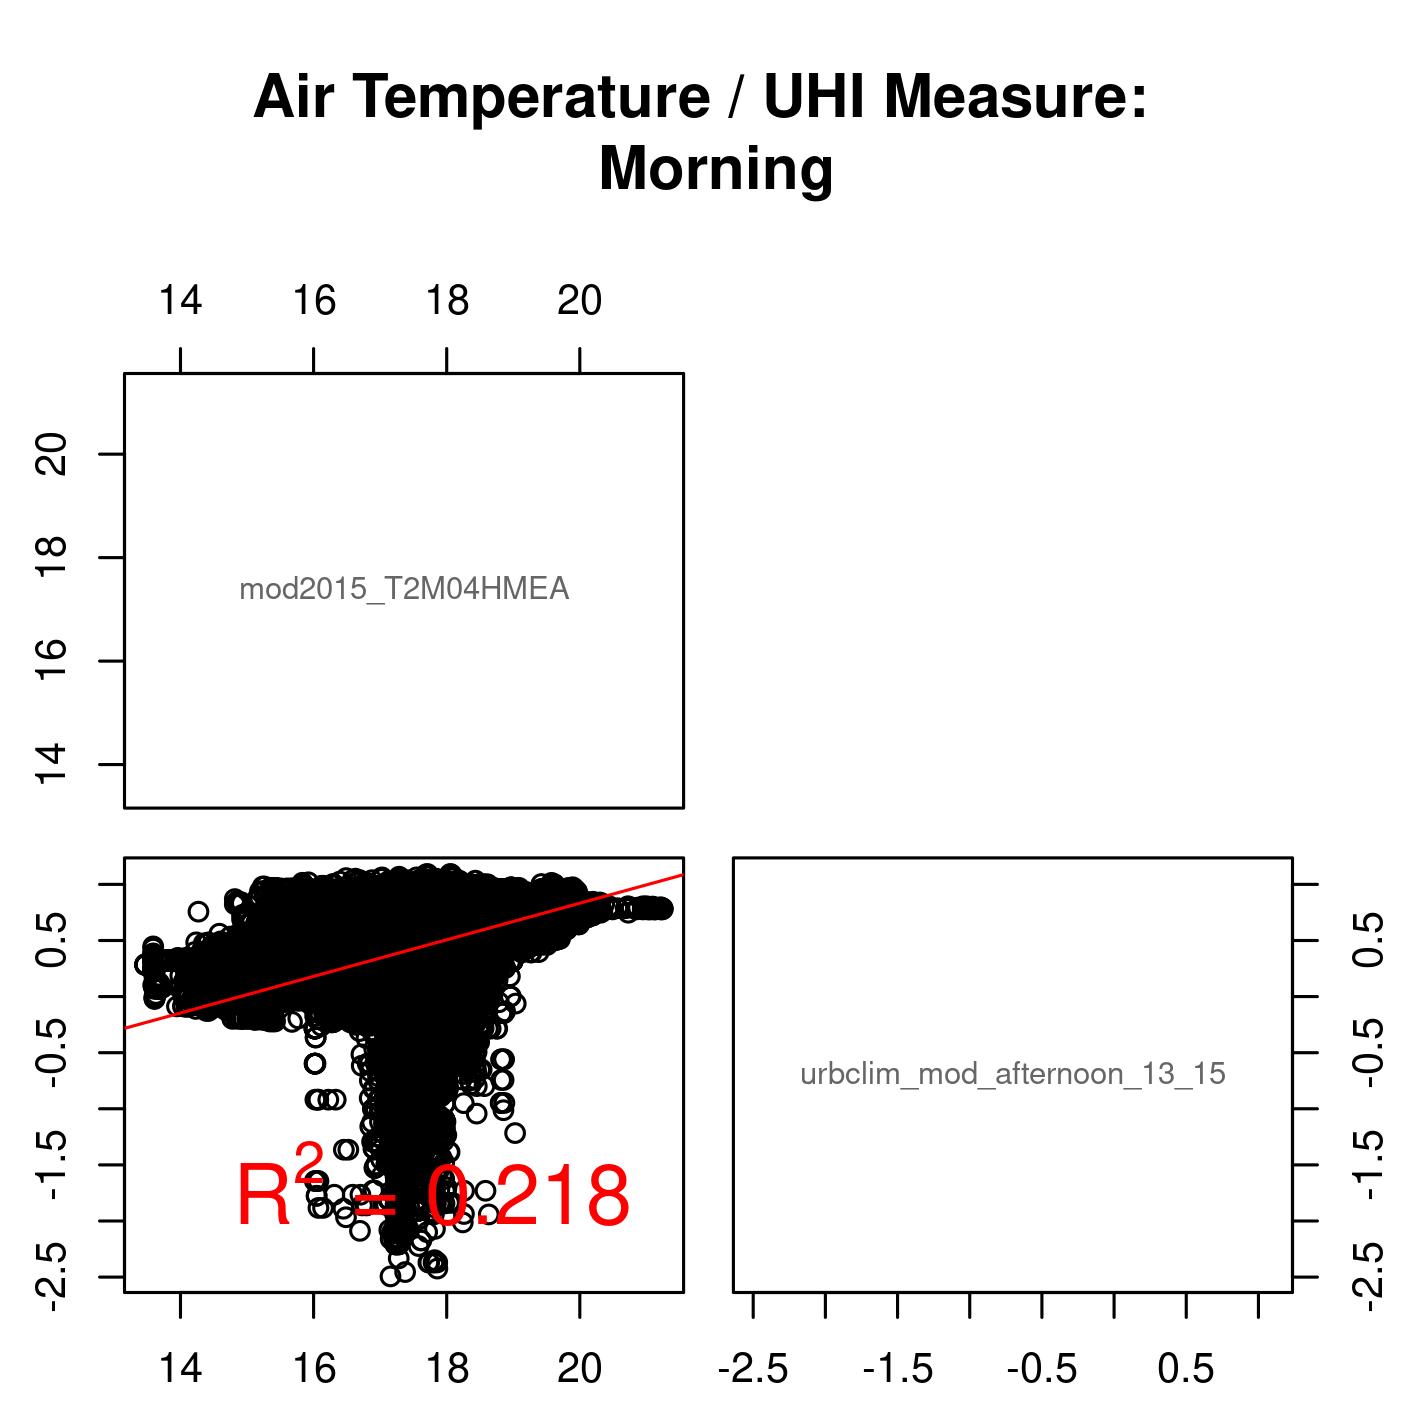 Air Temperature / UHI Measure:
Morning
14 16 18 20
20
18
16
14
mod2015_T2M04HMEA
0.5
-0.5
-1.5
-2.5
R² = 0.218
14 16 18 20
urbclim_mod_afternoon_13_15
0.5
-0.5
-1.5
-2.5
-2.5 -1.5 -0.5 0.5